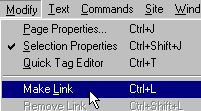 Modify Text Commands Site Wind
Page Properties... Ctrl+J
✓ Selection Properties Ctrl+Shift+J
Quick Tag Editor Ctrl+T
Make Link Ctrl+L
Remove Link Ctrl+Shift+L